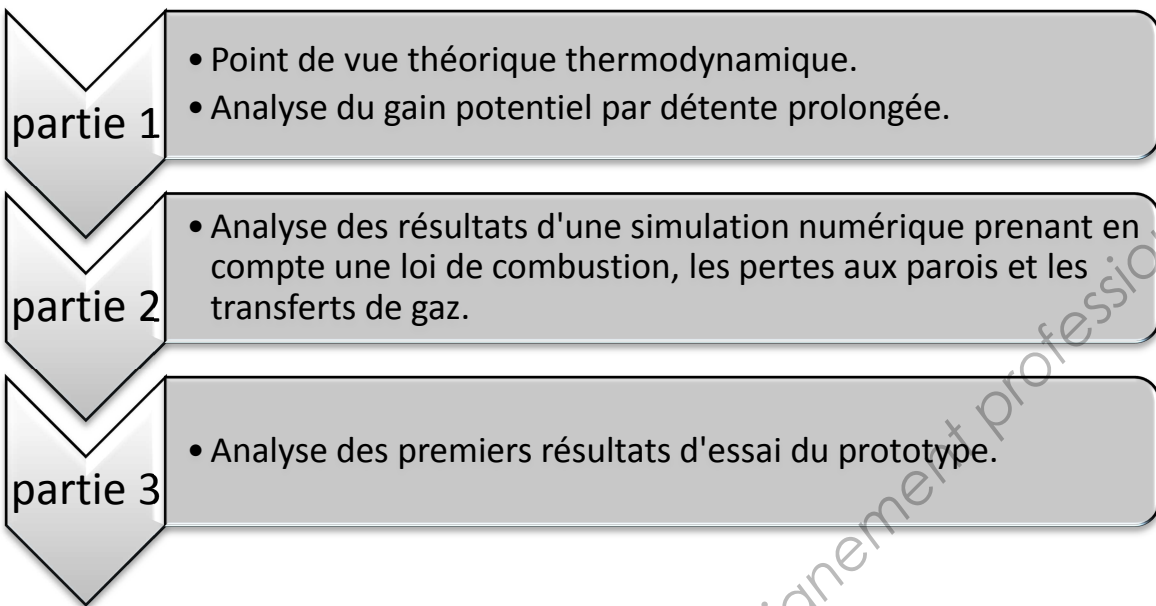 partie 1
• Point de vue théorique thermodynamique.
• Analyse du gain potentiel par détente prolongée.
partie 2
• Analyse des résultats d'une simulation numérique prenant en
compte une loi de combustion, les pertes aux parois et les
transferts de gaz.
partie 3
• Analyse des premiers résultats d'essai du prototype.